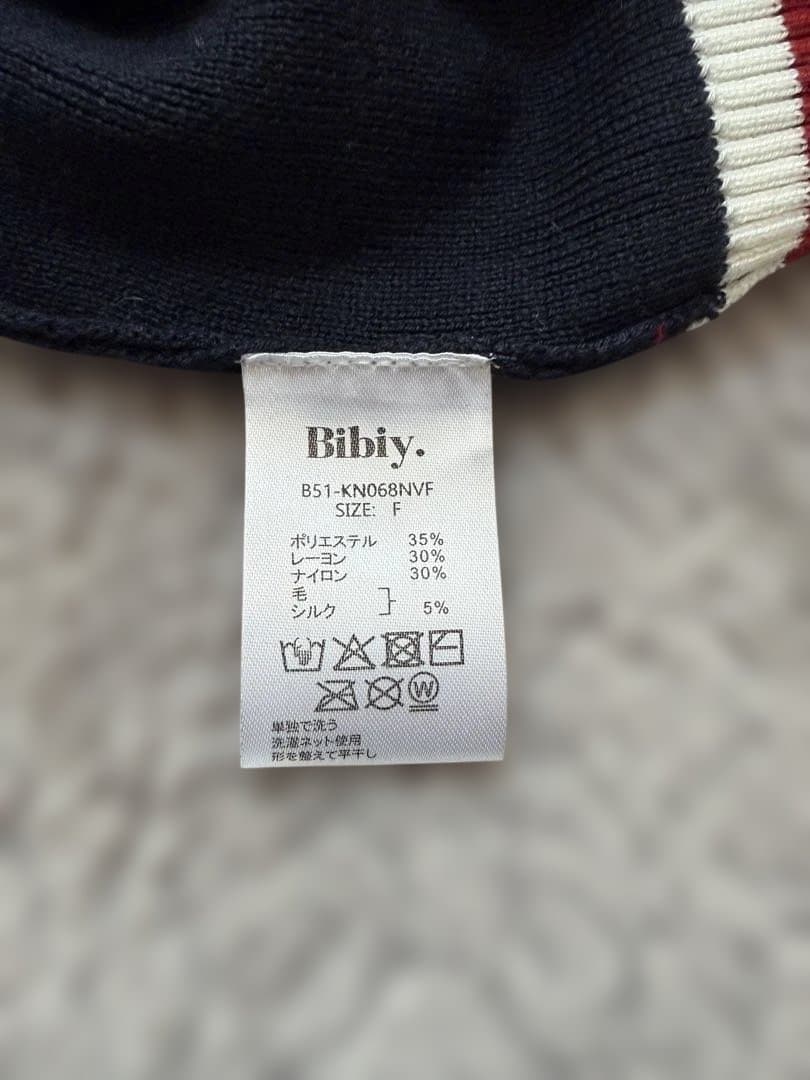 Bibiy.
B51-KN068NVF
SIZE: F
ポリエステル 35%
レーヨン 30%
ナイロン 30%
毛
シルク 5%
W
単独で洗う
洗濯ネット使用
形を整えて平干し